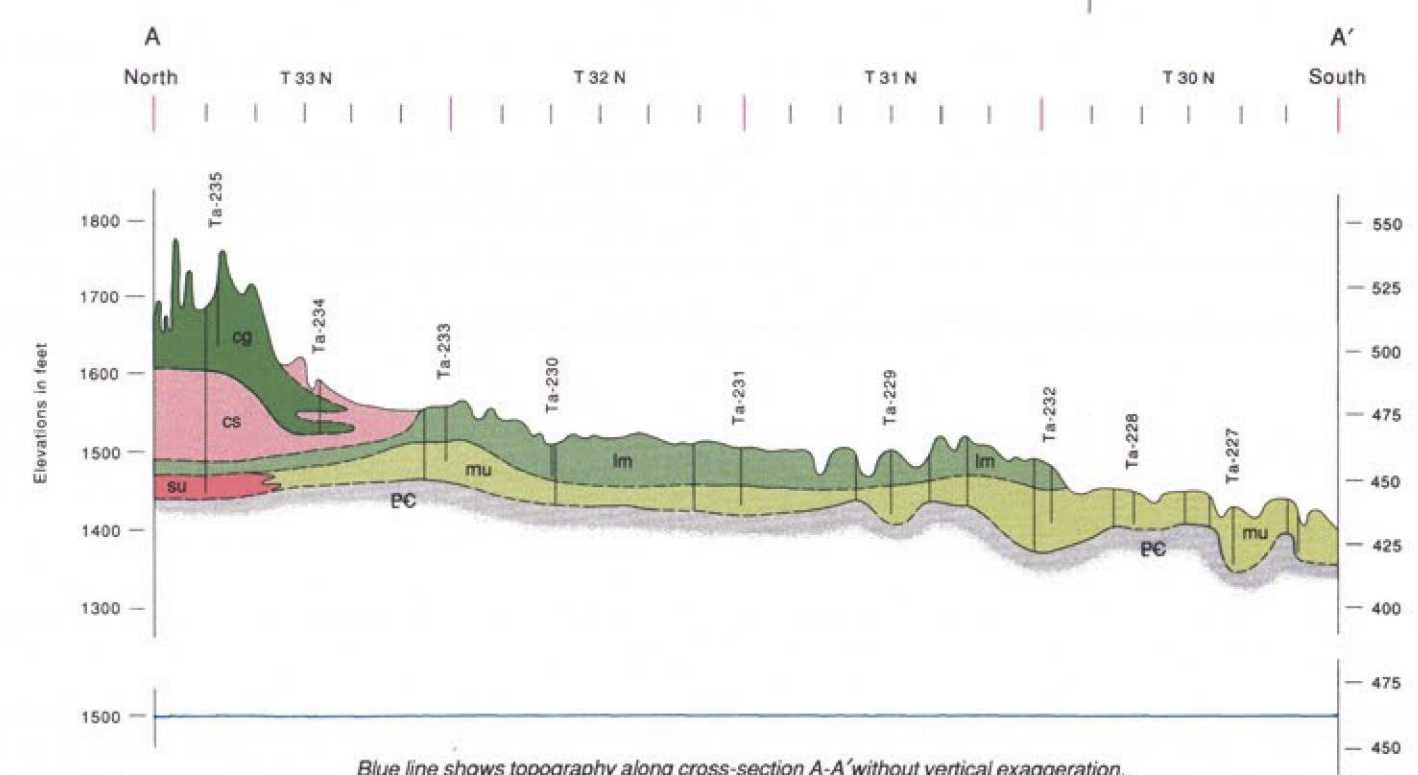 A A′
North T 33 N T 32 N T 31 N T 30 N South
Ta-235
Ta-234
Ta-233
Ta-230
Ta-231
Ta-229
Ta-232
Ta-228
Ta-227
Elevations in feet
1800
1700
1600
1500
1400
1300
550
525
500
475
450
425
400
cg
cs
su
mu
lm
lm
mu
P̶Ꞓ
P̶Ꞓ
1500
475
450
Blue line shows topography along cross-section A-A′ without vertical exaggeration.